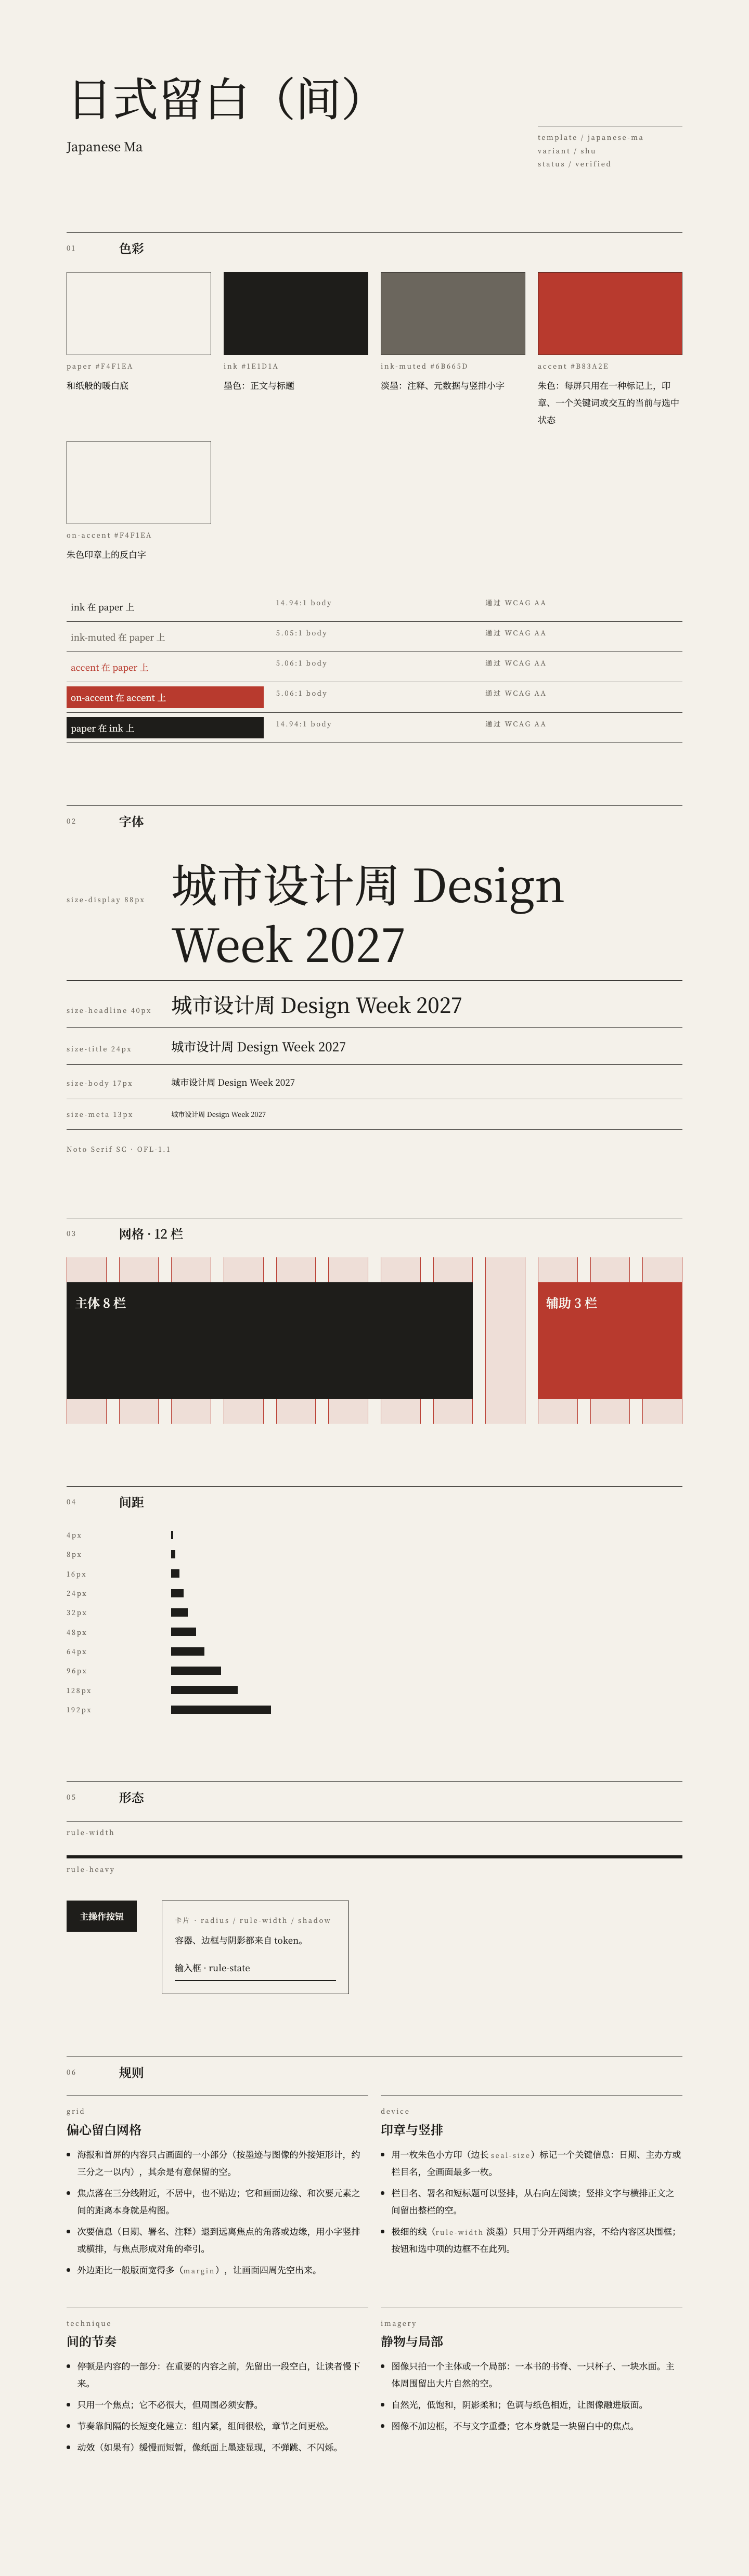 日式留白（间）
Japanese Ma
template / japanese-ma
variant / shu
status / verified
01
色彩
paper #F4F1EA
和纸般的暖白底
ink #1E1D1A
墨色：正文与标题
ink-muted #6B665D
淡墨：注释、元数据与竖排小字
accent #B83A2E
朱色：每屏只用在一种标记上，印
章、一个关键词或交互的当前与选中
状态
on-accent #F4F1EA
朱色印章上的反白字
ink 在 paper 上
14.94:1 body
通过 WCAG AA
ink-muted 在 paper 上
5.05:1 body
通过 WCAG AA
accent 在 paper 上
5.06:1 body
通过 WCAG AA
on-accent 在 accent 上
5.06:1 body
通过 WCAG AA
paper 在 ink 上
14.94:1 body
通过 WCAG AA
02
字体
size-display 88px
城市设计周 Design
Week 2027
size-headline 40px
城市设计周 Design Week 2027
size-title 24px
城市设计周 Design Week 2027
size-body 17px
城市设计周 Design Week 2027
size-meta 13px
城市设计周 Design Week 2027
Noto Serif SC · OFL-1.1
03
网格 · 12 栏
主体 8 栏
辅助 3 栏
04
间距
4px
8px
16px
24px
32px
48px
64px
96px
128px
192px
05
形态
rule-width
rule-heavy
主操作按钮
卡片 · radius / rule-width / shadow
容器、边框与阴影都来自 token。
输入框 · rule-state
06
规则
grid
偏心留白网格
海报和首屏的内容只占画面的一小部分（按墨迹与图像的外接矩形计，约
三分之一以内），其余是有意保留的空。
焦点落在三分线附近，不居中，也不贴边；它和画面边缘、和次要元素之
间的距离本身就是构图。
次要信息（日期、署名、注释）退到远离焦点的角落或边缘，用小字竖排
或横排，与焦点形成对角的牵引。
外边距比一般版面宽得多（margin），让画面四周先空出来。
device
印章与竖排
用一枚朱色小方印（边长 seal-size）标记一个关键信息：日期、主办方或
栏目名，全画面最多一枚。
栏目名、署名和短标题可以竖排，从右向左阅读；竖排文字与横排正文之
间留出整栏的空。
极细的线（rule-width 淡墨）只用于分开两组内容，不给内容区块围框；
按钮和选中项的边框不在此列。
technique
间的节奏
停顿是内容的一部分：在重要的内容之前，先留出一段空白，让读者慢下
来。
只用一个焦点；它不必很大，但周围必须安静。
节奏靠间隔的长短变化建立：组内紧，组间很松，章节之间更松。
动效（如果有）缓慢而短暂，像纸面上墨迹显现，不弹跳、不闪烁。
imagery
静物与局部
图像只拍一个主体或一个局部：一本书的书脊、一只杯子、一块水面。主
体周围留出大片自然的空。
自然光，低饱和，阴影柔和；色调与纸色相近，让图像融进版面。
图像不加边框，不与文字重叠；它本身就是一块留白中的焦点。